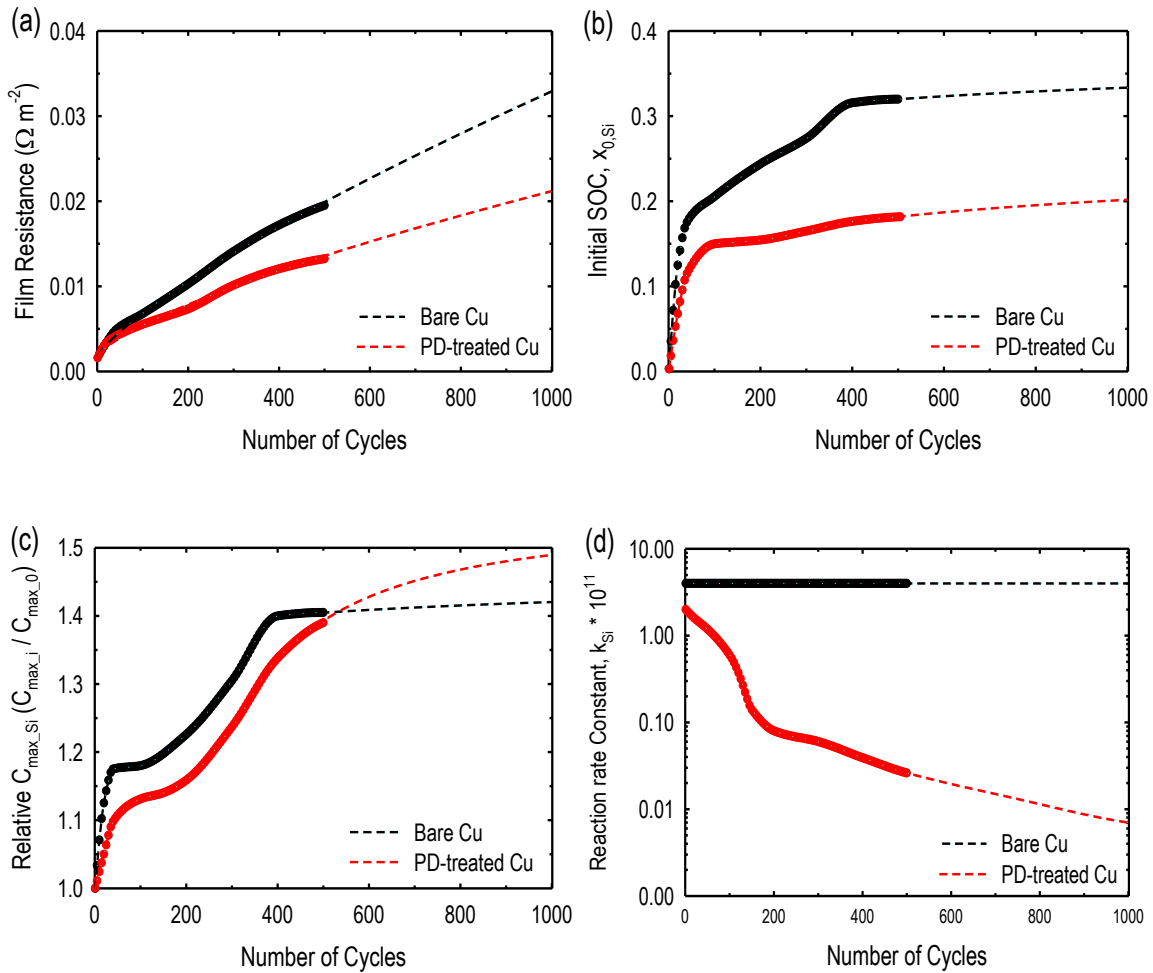 (a)
0.04
0.03
0.02
0.01
0.00
Film Resistance (Ω m⁻²)
Bare Cu
PD-treated Cu
0 200 400 600 800 1000
Number of Cycles
(b)
0.4
0.3
0.2
0.1
0.0
Initial SOC, x₀,Si
Bare Cu
PD-treated Cu
0 200 400 600 800 1000
Number of Cycles
(c)
1.5
1.4
1.3
1.2
1.1
1.0
Relative C_max_Si (C_max_i / C_max_0)
Bare Cu
PD-treated Cu
0 200 400 600 800 1000
Number of Cycles
(d)
10.00
1.00
0.10
0.01
0.00
Reaction rate Constant, k_Si * 10¹¹
Bare Cu
PD-treated Cu
0 200 400 600 800 1000
Number of Cycles